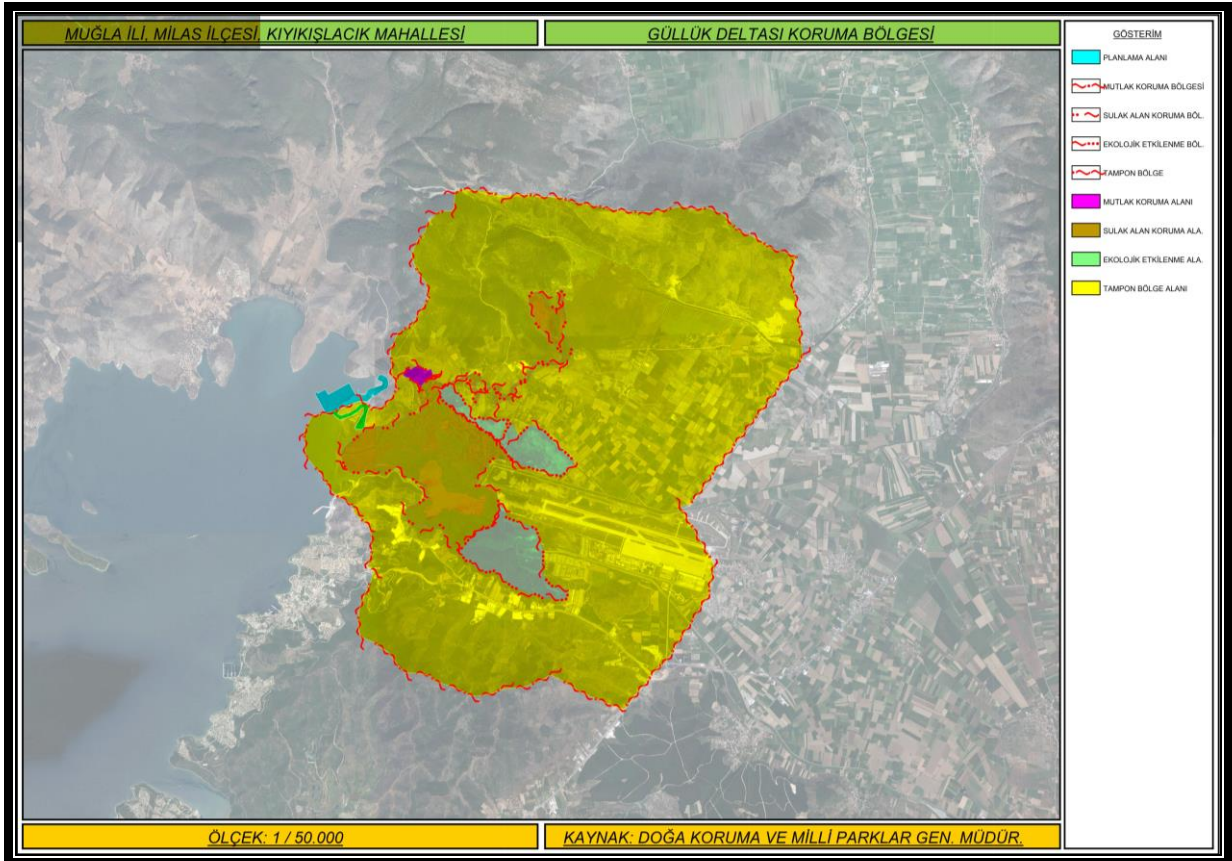 MUĞLA İLİ, MİLAS İLÇESİ, KIYIKIŞLACIK MAHALLESİ
GÜLLÜK DELTASI KORUMA BÖLGESİ
GÖSTERİM
PLANLAMA ALANI
MUTLAK KORUMA BÖLGESİ
SULAK ALAN KORUMA BÖL.
EKOLOJİK ETKİLENME BÖL.
TAMPON BÖLGE
MUTLAK KORUMA ALANI
SULAK ALAN KORUMA ALA.
EKOLOJİK ETKİLENME ALA.
TAMPON BÖLGE ALANI
ÖLÇEK: 1 / 50.000
KAYNAK: DOĞA KORUMA VE MİLLİ PARKLAR GEN. MÜDÜR.